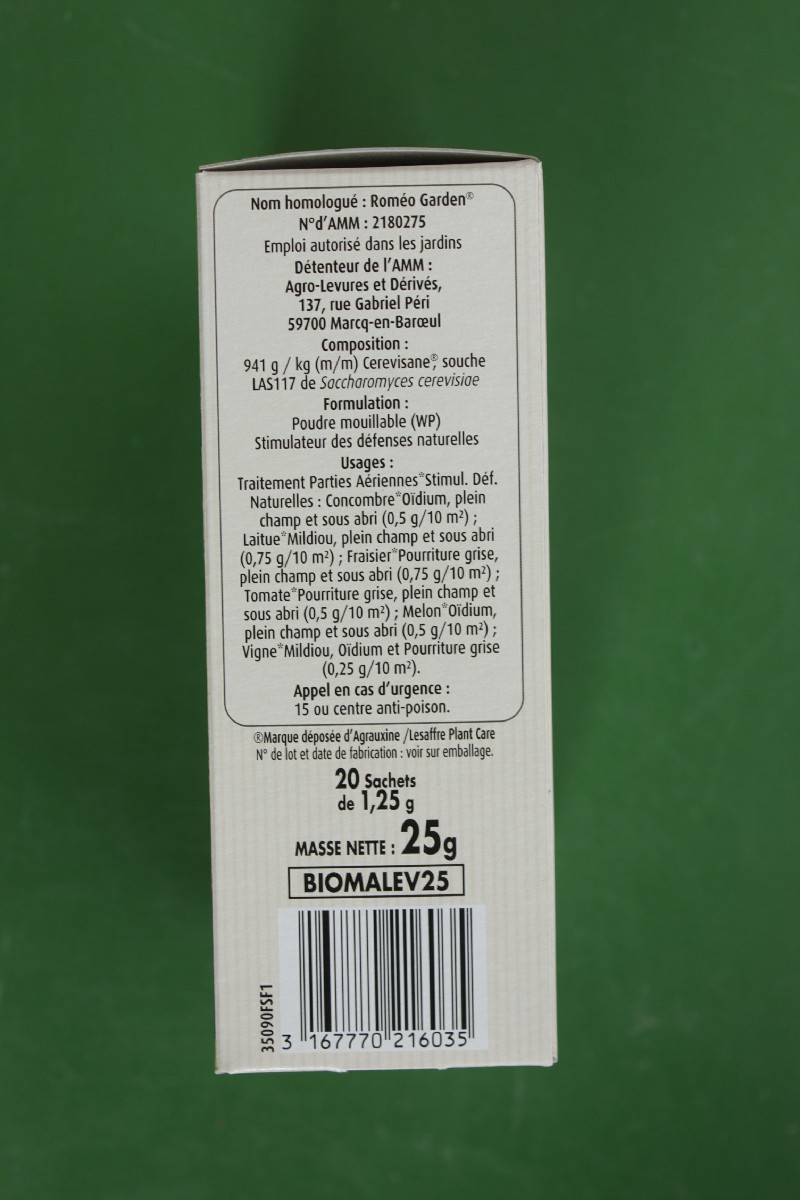 Nom homologué : Roméo Garden®
N°d'AMM : 2180275
Emploi autorisé dans les jardins
Détenteur de l'AMM :
Agro-Levures et Dérivés,
137, rue Gabriel Péri
59700 Marcq-en-Barœul
Composition :
941 g / kg (m/m) Cerevisane®, souche
LAS117 de Saccharomyces cerevisiae
Formulation :
Poudre mouillable (WP)
Stimulateur des défenses naturelles
Usages :
Traitement Parties Aériennes*Stimul. Déf.
Naturelles : Concombre*Oïdium, plein
champ et sous abri (0,5 g/10 m²) ;
Laitue*Mildiou, plein champ et sous abri
(0,75 g/10 m²) ; Fraisier*Pourriture grise,
plein champ et sous abri (0,75 g/10 m²) ;
Tomate*Pourriture grise, plein champ et
sous abri (0,5 g/10 m²) ; Melon*Oïdium,
plein champ et sous abri (0,5 g/10 m²) ;
Vigne*Mildiou, Oïdium et Pourriture grise
(0,25 g/10 m²).
Appel en cas d'urgence :
15 ou centre anti-poison.
®Marque déposée d'Agrauxine /Lesaffre Plant Care
N° de lot et date de fabrication : voir sur emballage.
20 Sachets
de 1,25 g
MASSE NETTE : 25g
BIOMALEV25
35090FSF1
3 167770 216035